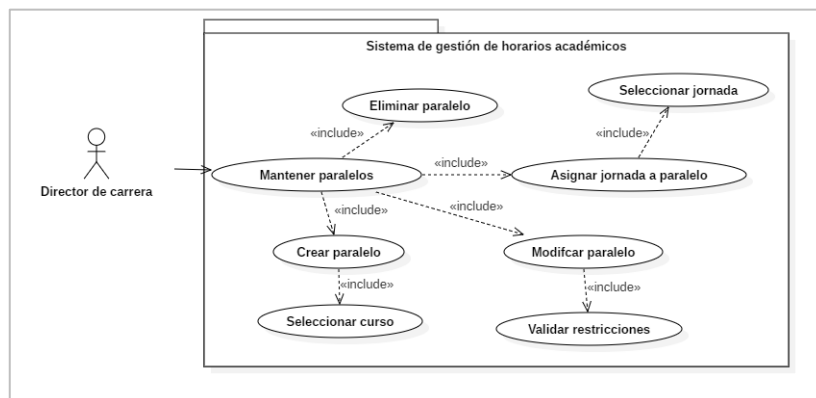 Sistema de gestión de horarios académicos
Seleccionar jornada
Eliminar paralelo
«include»
«include»
Director de carrera
Mantener paralelos
«include»
Asignar jornada a paralelo
«include»
«include»
Crear paralelo
Modifcar paralelo
«include»
«include»
Seleccionar curso
Validar restricciones